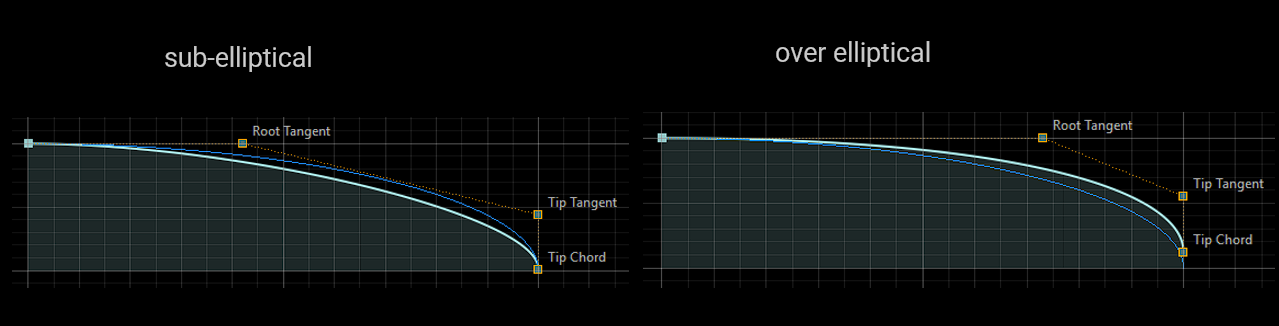 sub-elliptical
over elliptical
Root Tangent
Tip Tangent
Tip Chord
Root Tangent
Tip Tangent
Tip Chord